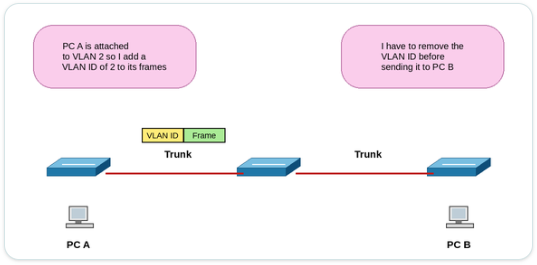 PC A is attached
to VLAN 2 so I add a
VLAN ID of 2 to its frames
I have to remove the
VLAN ID before
sending it to PC B
VLAN ID Frame
Trunk
Trunk
PC A
PC B